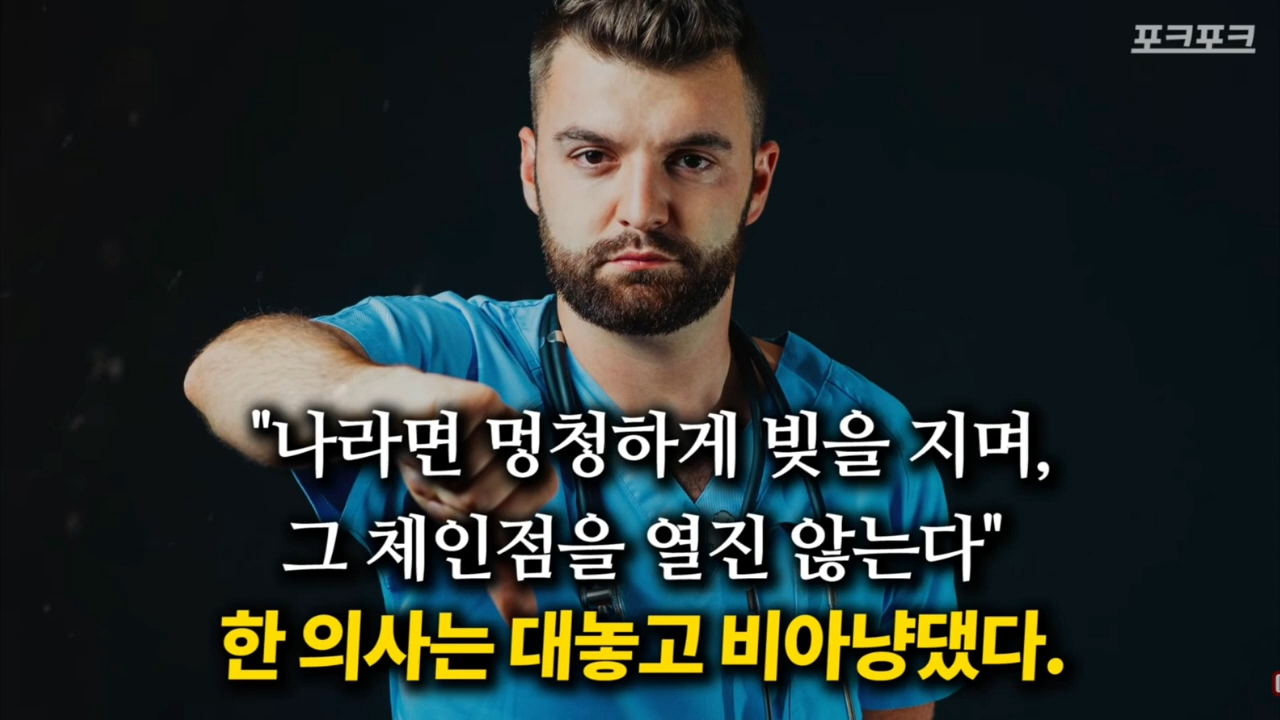 포크포크
"나라면 멍청하게 빚을 지며,
그 체인점을 열진 않는다"
한 의사는 대놓고 비아냥댔다.